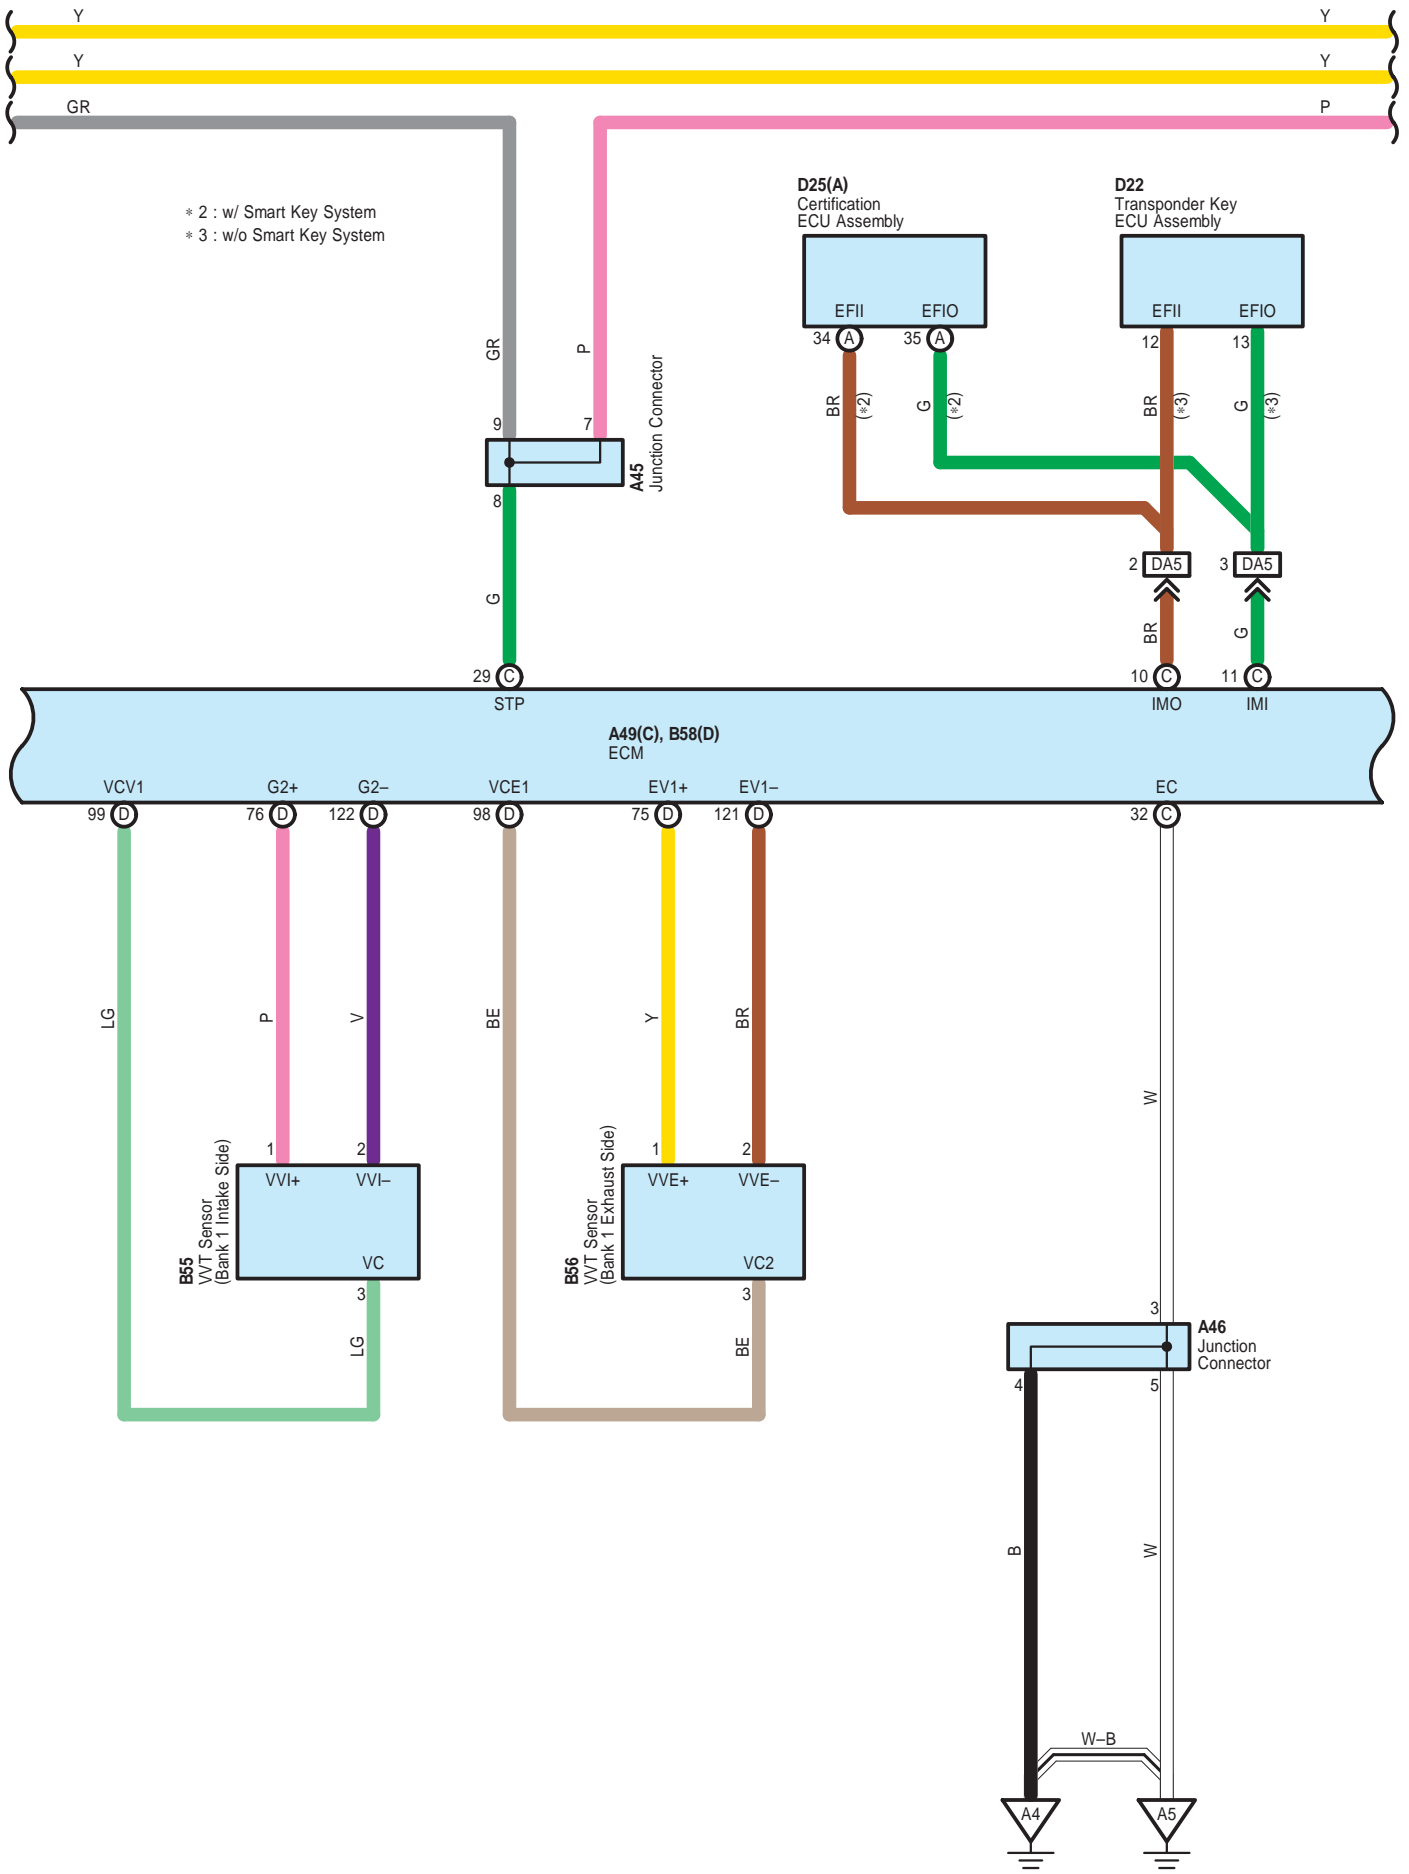 Y
Y
Y
Y
GR
P
D25(A)
Certification
ECU Assembly
D22
Transponder Key
ECU Assembly
* 2 : w/ Smart Key System
* 3 : w/o Smart Key System
EFII
EFIO
EFII
EFIO
34
A
35
A
12
13
GR
P
BR
(*2)
G
(*2)
BR
(*3)
G
(*3)
9
7
A45
Junction Connector
8
2
DA5
3
DA5
G
BR
G
29
C
10
C
11
C
STP
IMO
IMI
A49(C), B58(D)
ECM
VCV1
G2+
G2–
VCE1
EV1+
EV1–
EC
99
D
76
D
122
D
98
D
75
D
121
D
32
C
LG
P
V
BE
Y
BR
W
1
2
1
2
VVI+
VVI–
VVE+
VVE–
B55
VVT Sensor
(Bank 1 Intake Side)
B56
VVT Sensor
(Bank 1 Exhaust Side)
VC
VC2
3
3
LG
BE
3
A46
Junction
Connector
4
5
B
W
W–B
A4
A5